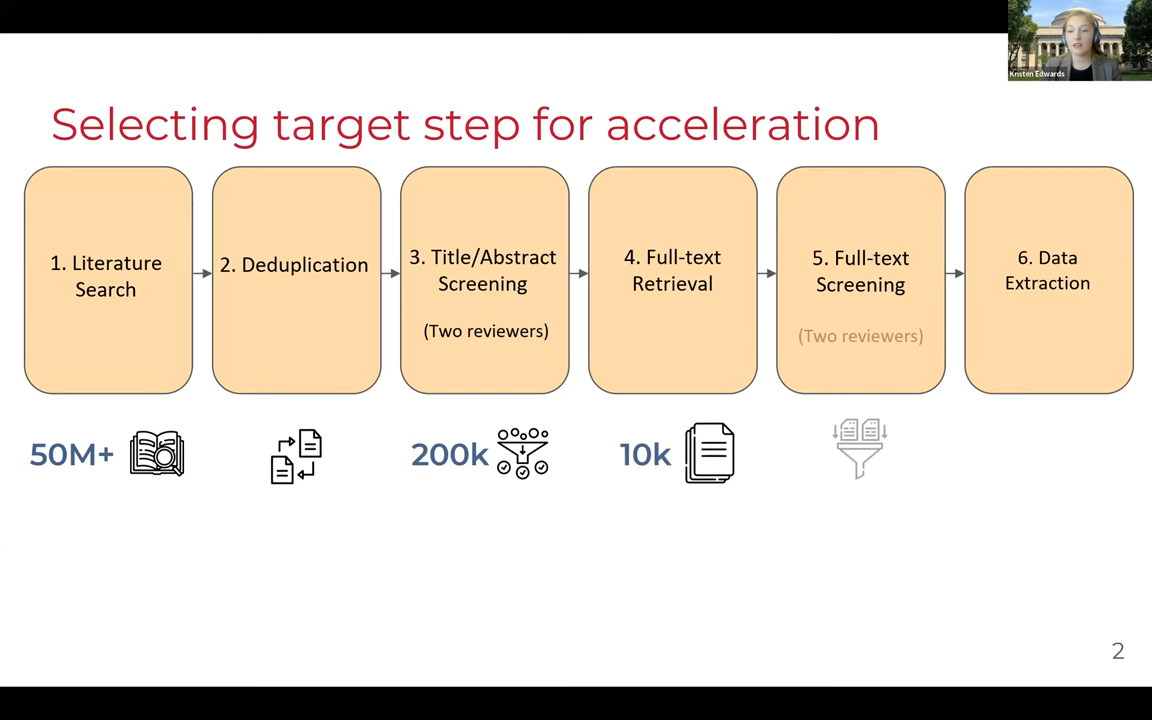 Kristen Edwards
Selecting target step for acceleration
1. Literature
Search
2. Deduplication
3. Title/Abstract
Screening
(Two reviewers)
4. Full-text
Retrieval
5. Full-text
Screening
(Two reviewers)
6. Data
Extraction
50M+
200k
10k
2